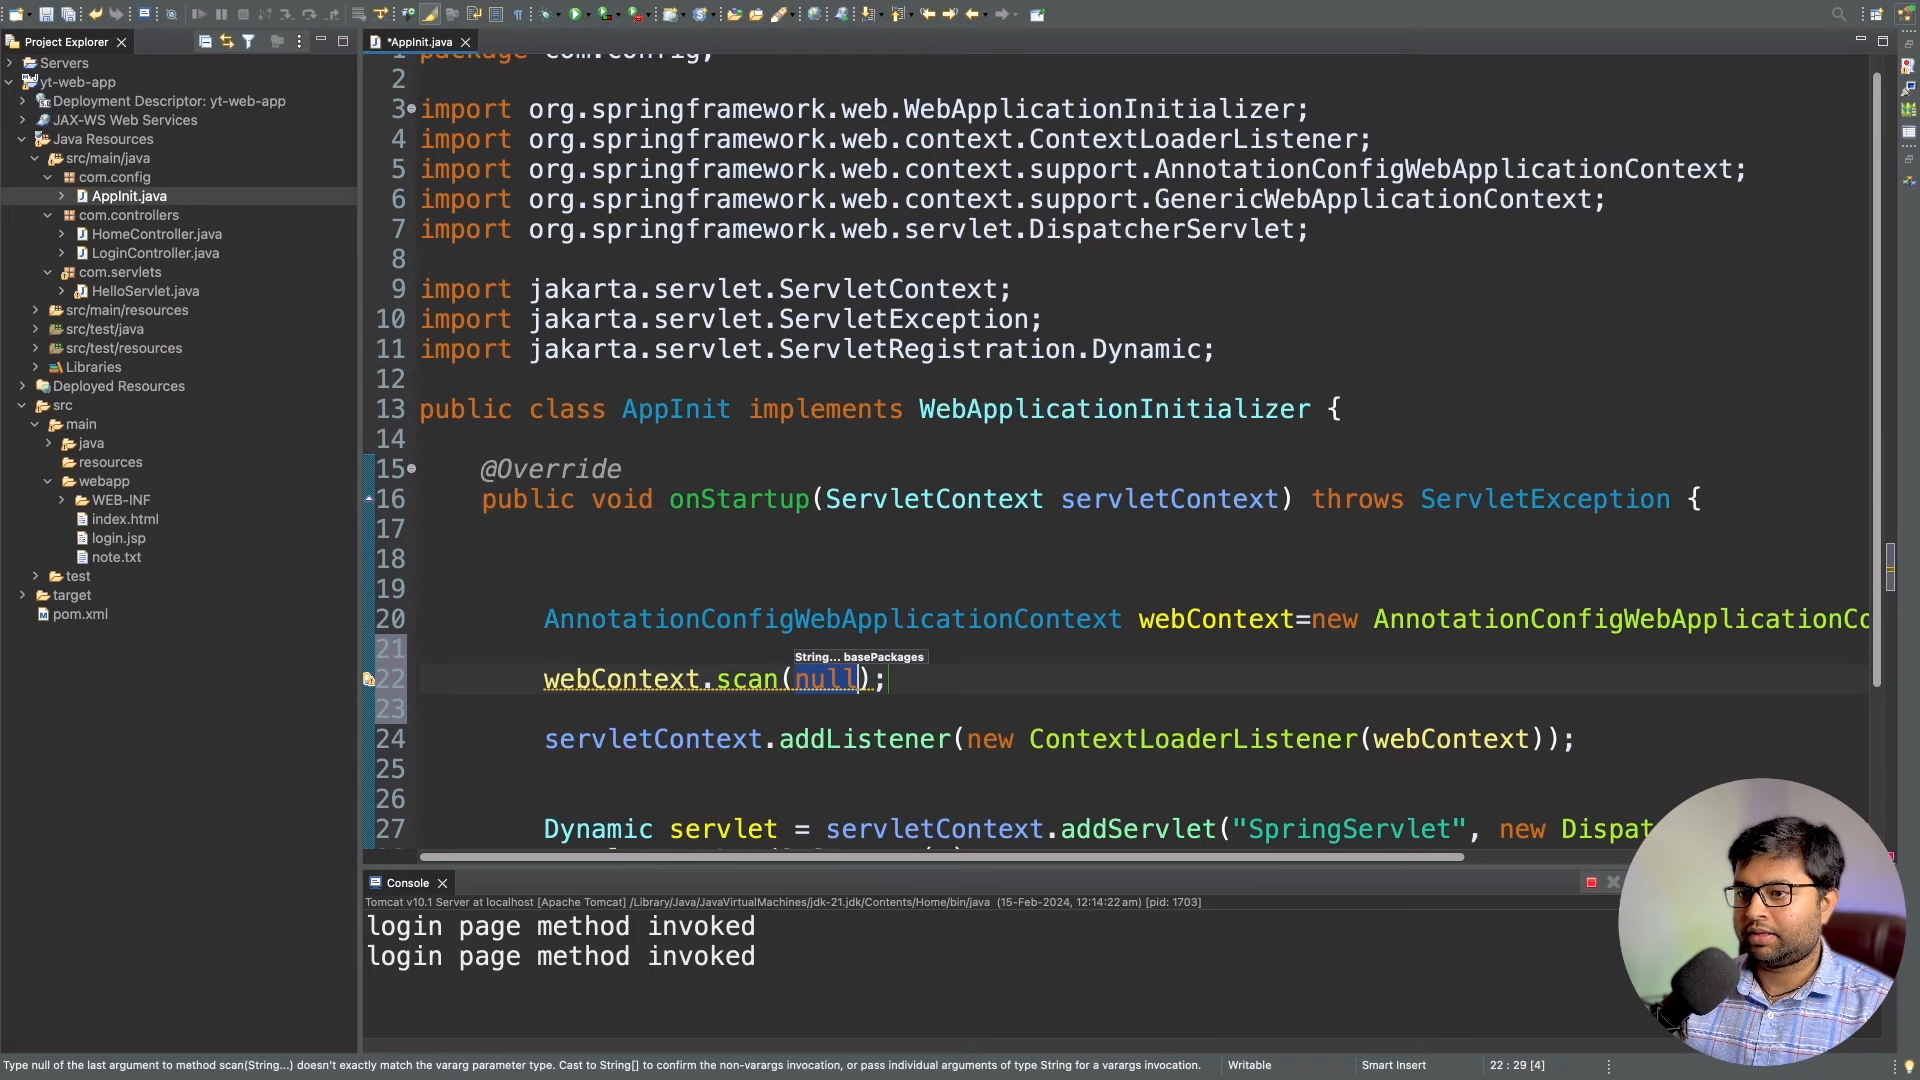 Project Explorer
*AppInit.java
Servers
yt-web-app
Deployment Descriptor: yt-web-app
JAX-WS Web Services
Java Resources
src/main/java
com.config
AppInit.java
com.controllers
HomeController.java
LoginController.java
com.servlets
HelloServlet.java
src/main/resources
src/test/java
src/test/resources
Libraries
Deployed Resources
src
main
java
resources
webapp
WEB-INF
index.html
login.jsp
note.txt
test
target
pom.xml
1 package com.config;
2
3 import org.springframework.web.WebApplicationInitializer;
4 import org.springframework.web.context.ContextLoaderListener;
5 import org.springframework.web.context.support.AnnotationConfigWebApplicationContext;
6 import org.springframework.web.context.support.GenericWebApplicationContext;
7 import org.springframework.web.servlet.DispatcherServlet;
8
9 import jakarta.servlet.ServletContext;
10 import jakarta.servlet.ServletException;
11 import jakarta.servlet.ServletRegistration.Dynamic;
12
13 public class AppInit implements WebApplicationInitializer {
14
15 @Override
16 public void onStartup(ServletContext servletContext) throws ServletException {
17
18
19
20 AnnotationConfigWebApplicationContext webContext=new AnnotationConfigWebApplicationCo
21
String... basePackages
22 webContext.scan(null);
23
24 servletContext.addListener(new ContextLoaderListener(webContext));
25
26
27 Dynamic servlet = servletContext.addServlet("SpringServlet", new Dispat
Console
Tomcat v10.1 Server at localhost [Apache Tomcat] /Library/Java/JavaVirtualMachines/jdk-21.jdk/Contents/Home/bin/java (15-Feb-2024, 12:14:22 am) [pid: 1703]
login page method invoked
login page method invoked
Type null of the last argument to method scan(String...) doesn't exactly match the vararg parameter type. Cast to String[] to confirm the non-varargs invocation, or pass individual arguments of type String for a varargs invocation.
Writable
Smart Insert
22 : 29 [4]